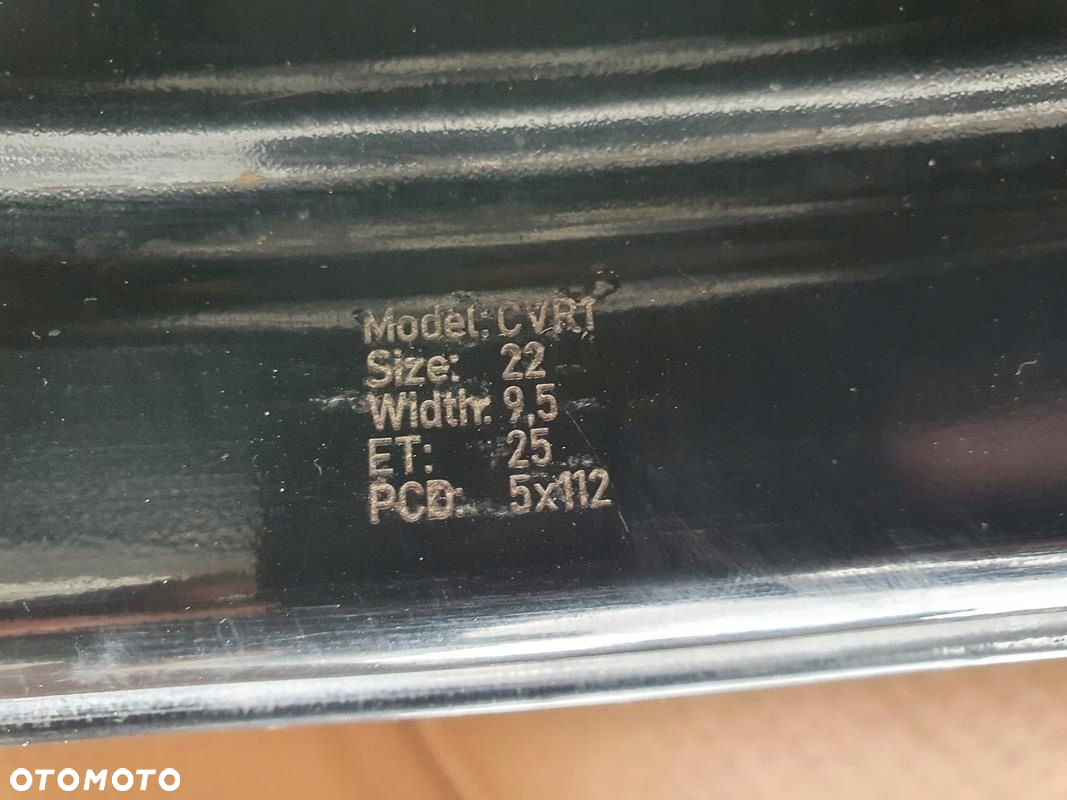 Model: CVR1
Size: 22
Width: 9,5
ET: 25
PCD: 5x112
OTOMOTO